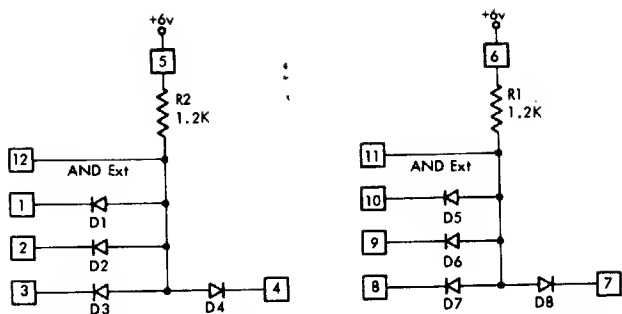 +6v
5
R2
1.2K
12
AND Ext
1
D1
2
D2
3
D3
D4
4
+6v
6
R1
1.2K
11
AND Ext
10
D5
9
D6
8
D7
D8
7